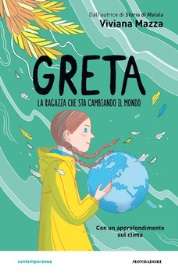 Dall'autrice di Storia di Malala
Viviana Mazza
GRETA
LA RAGAZZA CHE STA CAMBIANDO IL MONDO
Con un approfondimento
sul clima
contemporanea
MONDADORI